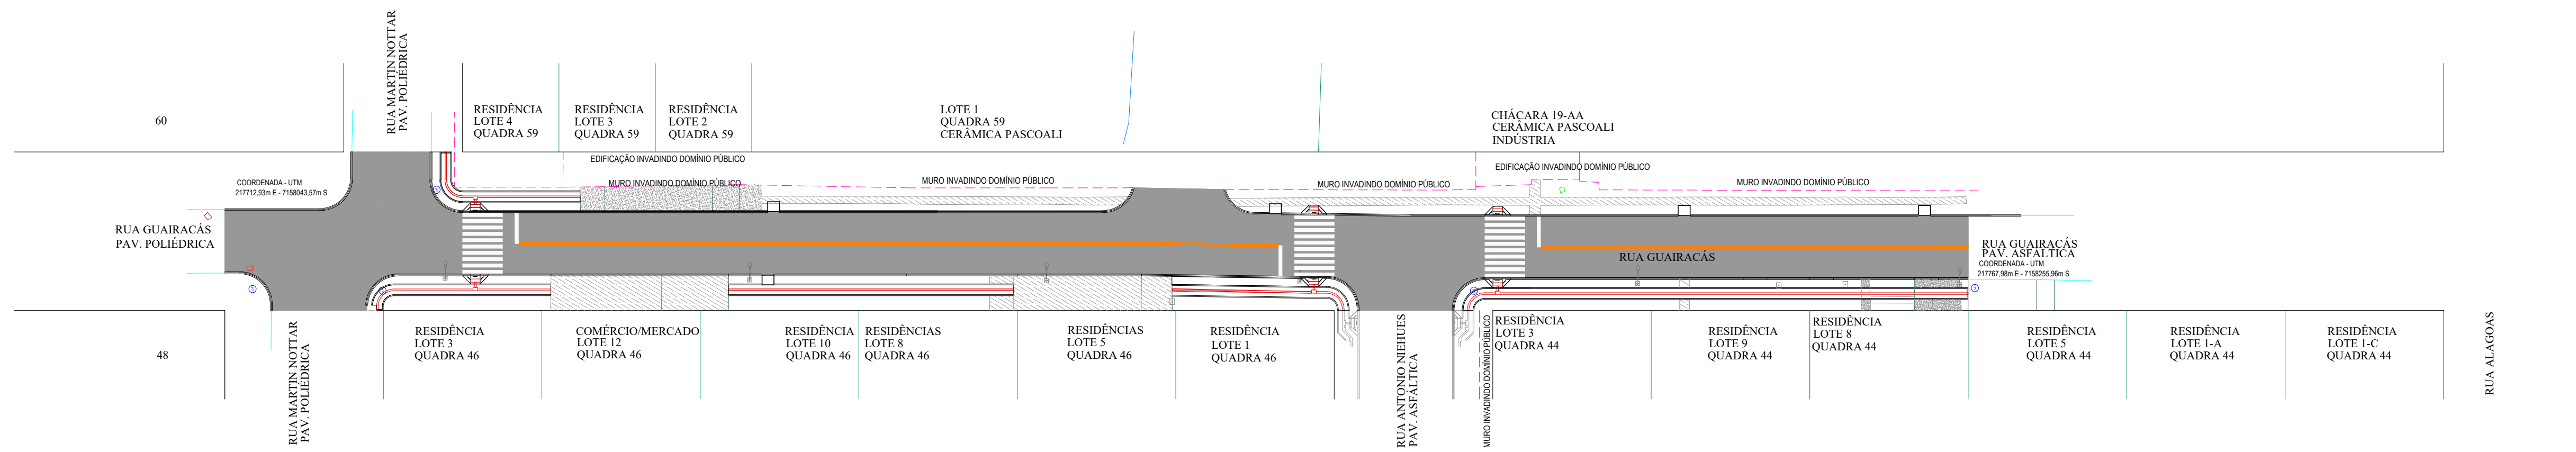 RUA MARTIN NOTTAR
PAV. POLIÉDRICA
60
RESIDÊNCIA
LOTE 4
QUADRA 59
RESIDÊNCIA
LOTE 3
QUADRA 59
RESIDÊNCIA
LOTE 2
QUADRA 59
LOTE 1
QUADRA 59
CERÂMICA PASCOALI
CHÁCARA 19-AA
CERÂMICA PASCOALI
INDÚSTRIA
EDIFICAÇÃO INVADINDO DOMÍNIO PÚBLICO
EDIFICAÇÃO INVADINDO DOMÍNIO PÚBLICO
MURO INVADINDO DOMÍNIO PÚBLICO
MURO INVADINDO DOMÍNIO PÚBLICO
MURO INVADINDO DOMÍNIO PÚBLICO
MURO INVADINDO DOMÍNIO PÚBLICO
COORDENADA - UTM
217712,93m E - 7158043,57m S
RUA GUAIRACÁS
PAV. POLIÉDRICA
RUA GUAIRACÁS
RUA GUAIRACÁS
PAV. ASFÁLTICA
COORDENADA - UTM
217767,98m E - 7158255,96m S
48
RUA MARTIN NOTTAR
PAV. POLIÉDRICA
RESIDÊNCIA
LOTE 3
QUADRA 46
COMÉRCIO/MERCADO
LOTE 12
QUADRA 46
RESIDÊNCIA
LOTE 10
QUADRA 46
RESIDÊNCIAS
LOTE 8
QUADRA 46
RESIDÊNCIAS
LOTE 5
QUADRA 46
RESIDÊNCIA
LOTE 1
QUADRA 46
RUA ANTONIO NIEHUES
PAV. ASFÁLTICA
MURO INVADINDO DOMÍNIO PÚBLICO
RESIDÊNCIA
LOTE 3
QUADRA 44
RESIDÊNCIA
LOTE 9
QUADRA 44
RESIDÊNCIA
LOTE 8
QUADRA 44
RESIDÊNCIA
LOTE 5
QUADRA 44
RESIDÊNCIA
LOTE 1-A
QUADRA 44
RESIDÊNCIA
LOTE 1-C
QUADRA 44
RUA ALAGOAS